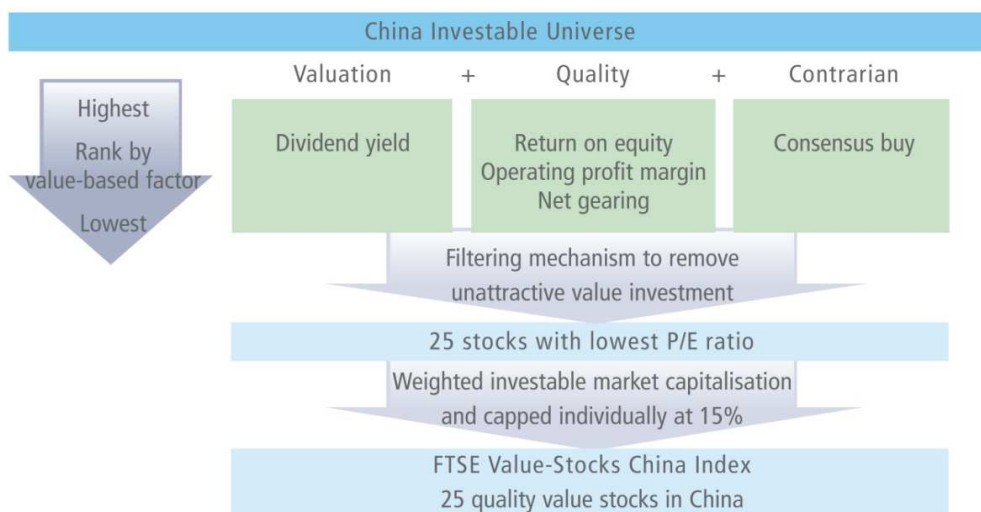 China Investable Universe
Valuation + Quality + Contrarian
Highest
Rank by
value-based factor
Lowest
Dividend yield
Return on equity
Operating profit margin
Net gearing
Consensus buy
Filtering mechanism to remove
unattractive value investment
25 stocks with lowest P/E ratio
Weighted investable market capitalisation
and capped individually at 15%
FTSE Value-Stocks China Index
25 quality value stocks in China